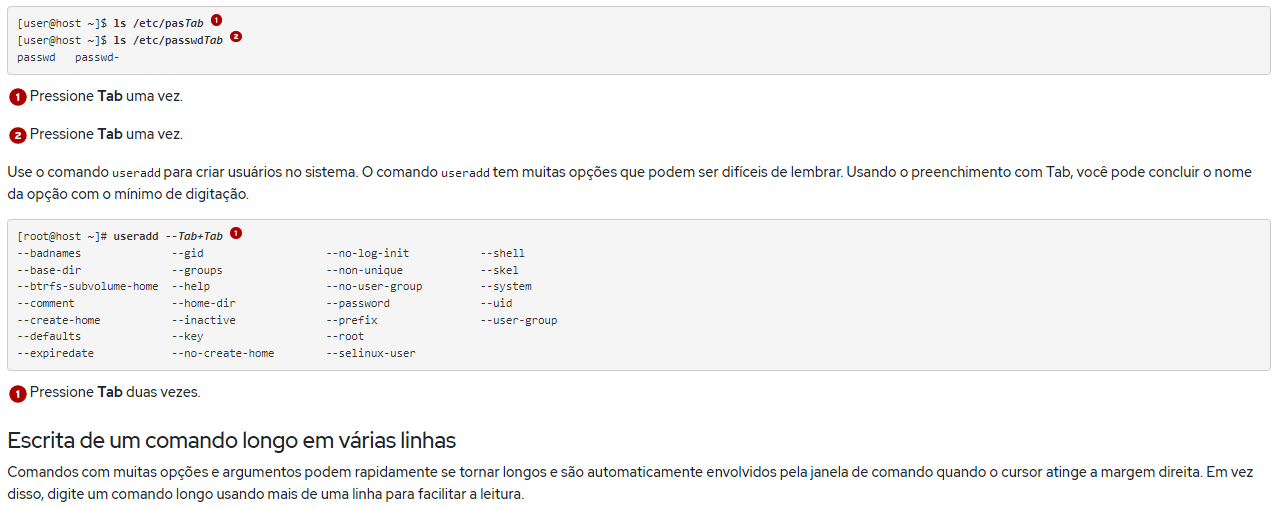 [user@host ~]$ ls /etc/pasTab 1
[user@host ~]$ ls /etc/passwdTab 2
passwd   passwd-
1 Pressione Tab uma vez.
2 Pressione Tab uma vez.
Use o comando useradd para criar usuários no sistema. O comando useradd tem muitas opções que podem ser difíceis de lembrar. Usando o preenchimento com Tab, você pode concluir o nome
da opção com o mínimo de digitação.
[root@host ~]# useradd --Tab+Tab 1
--badnames              --gid                   --no-log-init           --shell
--base-dir              --groups                --non-unique            --skel
--btrfs-subvolume-home  --help                  --no-user-group         --system
--comment               --home-dir              --password              --uid
--create-home           --inactive              --prefix                --user-group
--defaults              --key                   --root
--expiredate            --no-create-home        --selinux-user
1 Pressione Tab duas vezes.
Escrita de um comando longo em várias linhas
Comandos com muitas opções e argumentos podem rapidamente se tornar longos e são automaticamente envolvidos pela janela de comando quando o cursor atinge a margem direita. Em vez
disso, digite um comando longo usando mais de uma linha para facilitar a leitura.